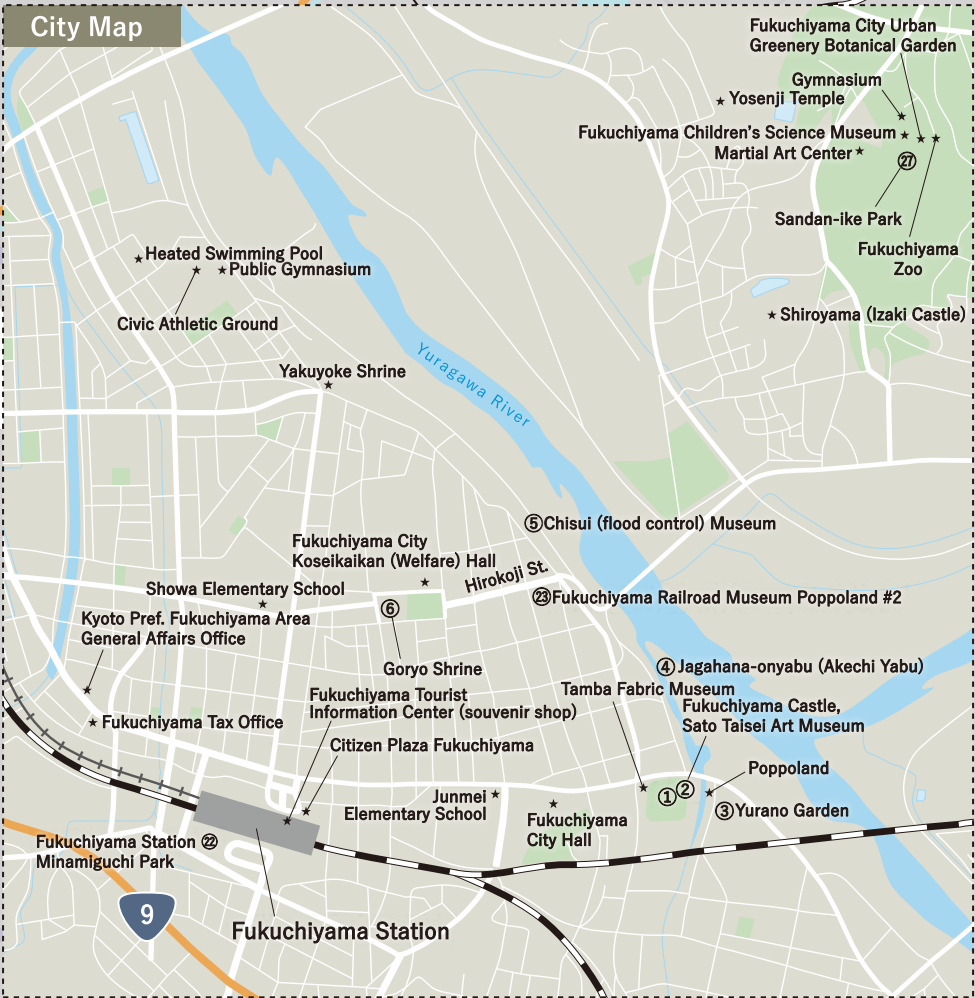 City Map
Fukuchiyama City Urban
Greenery Botanical Garden
Gymnasium
Yosenji Temple
Fukuchiyama Children's Science Museum
Martial Art Center
㉗
Sandan-ike Park
Fukuchiyama
Zoo
Heated Swimming Pool
Public Gymnasium
Civic Athletic Ground
Shiroyama (Izaki Castle)
Yakuyoke Shrine
Yuragawa River
⑤Chisui (flood control) Museum
Fukuchiyama City
Koseikaikan (Welfare) Hall
Hirokoji St.
Showa Elementary School
㉓Fukuchiyama Railroad Museum Poppoland #2
⑥
Kyoto Pref. Fukuchiyama Area
General Affairs Office
Goryo Shrine
④Jagahana-onyabu (Akechi Yabu)
Tamba Fabric Museum
Fukuchiyama Tourist
Information Center (souvenir shop)
Fukuchiyama Castle,
Sato Taisei Art Museum
Fukuchiyama Tax Office
Citizen Plaza Fukuchiyama
Poppoland
Junmei
Elementary School
①
②
③Yurano Garden
Fukuchiyama
City Hall
Fukuchiyama Station ㉒
Minamiguchi Park
9
Fukuchiyama Station